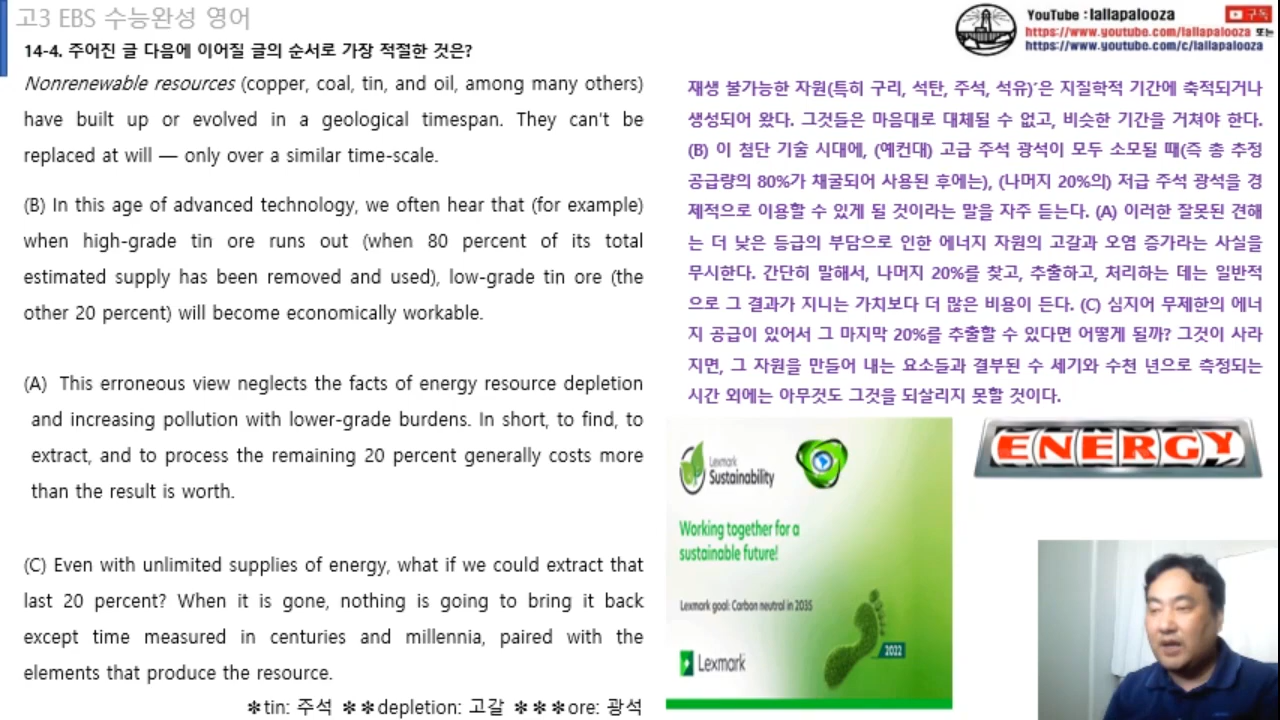 고3 EBS 수능완성 영어
YouTube : lallapalooza
구독
https://www.youtube.com/lallapalooza 또는
https://www.youtube.com/c/lallapalooza
14-4. 주어진 글 다음에 이어질 글의 순서로 가장 적절한 것은?
Nonrenewable resources (copper, coal, tin, and oil, among many others)
have built up or evolved in a geological timespan. They can't be
replaced at will — only over a similar time-scale.
(B) In this age of advanced technology, we often hear that (for example)
when high-grade tin ore runs out (when 80 percent of its total
estimated supply has been removed and used), low-grade tin ore (the
other 20 percent) will become economically workable.
(A) This erroneous view neglects the facts of energy resource depletion
and increasing pollution with lower-grade burdens. In short, to find, to
extract, and to process the remaining 20 percent generally costs more
than the result is worth.
(C) Even with unlimited supplies of energy, what if we could extract that
last 20 percent? When it is gone, nothing is going to bring it back
except time measured in centuries and millennia, paired with the
elements that produce the resource.
✻tin: 주석 ✻✻depletion: 고갈 ✻✻✻ore: 광석
재생 불가능한 자원(특히 구리, 석탄, 주석, 석유)'은 지질학적 기간에 축적되거나
생성되어 왔다. 그것들은 마음대로 대체될 수 없고, 비슷한 기간을 거쳐야 한다.
(B) 이 첨단 기술 시대에, (예컨대) 고급 주석 광석이 모두 소모될 때(즉 총 추정
공급량의 80%가 채굴되어 사용된 후에는), (나머지 20%의) 저급 주석 광석을 경
제적으로 이용할 수 있게 될 것이라는 말을 자주 듣는다. (A) 이러한 잘못된 견해
는 더 낮은 등급의 부담으로 인한 에너지 자원의 고갈과 오염 증가라는 사실을
무시한다. 간단히 말해서, 나머지 20%를 찾고, 추출하고, 처리하는 데는 일반적
으로 그 결과가 지니는 가치보다 더 많은 비용이 든다. (C) 심지어 무제한의 에너
지 공급이 있어서 그 마지막 20%를 추출할 수 있다면 어떻게 될까? 그것이 사라
지면, 그 자원을 만들어 내는 요소들과 결부된 수 세기와 수천 년으로 측정되는
시간 외에는 아무것도 그것을 되살리지 못할 것이다.
Lexmark
Sustainability
Working together for a
sustainable future!
Lexmark goal: Carbon neutral in 2035
2022
Lexmark
ENERGY